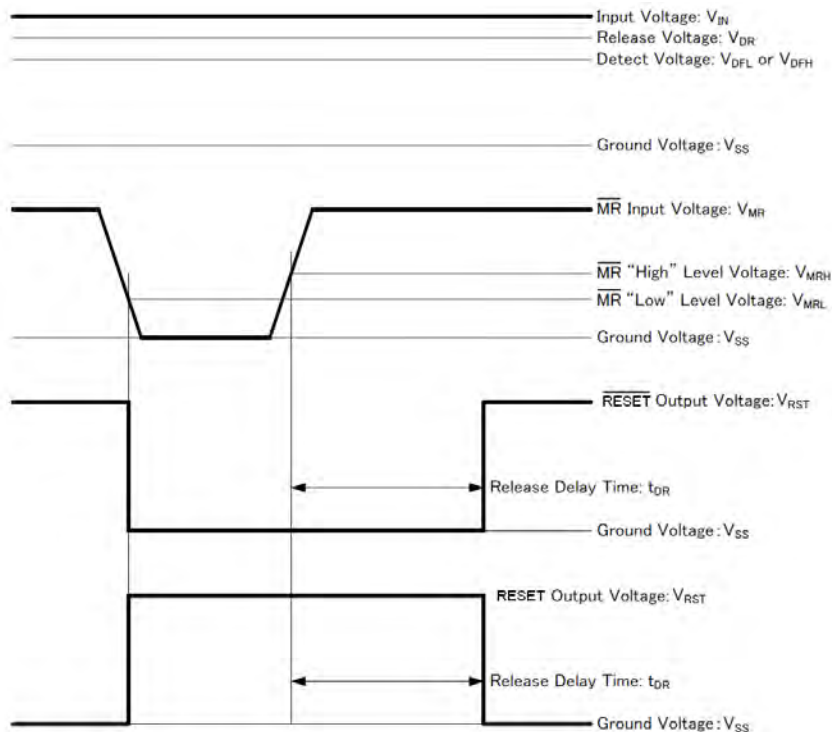 Input Voltage: VIN
Release Voltage: VDR
Detect Voltage: VDFL or VDFH
Ground Voltage: VSS
MR Input Voltage: VMR
MR “High” Level Voltage: VMRH
MR “Low” Level Voltage: VMRL
Ground Voltage: VSS
RESET Output Voltage: VRST
Release Delay Time: tDR
Ground Voltage: VSS
RESET Output Voltage: VRST
Release Delay Time: tDR
Ground Voltage: VSS